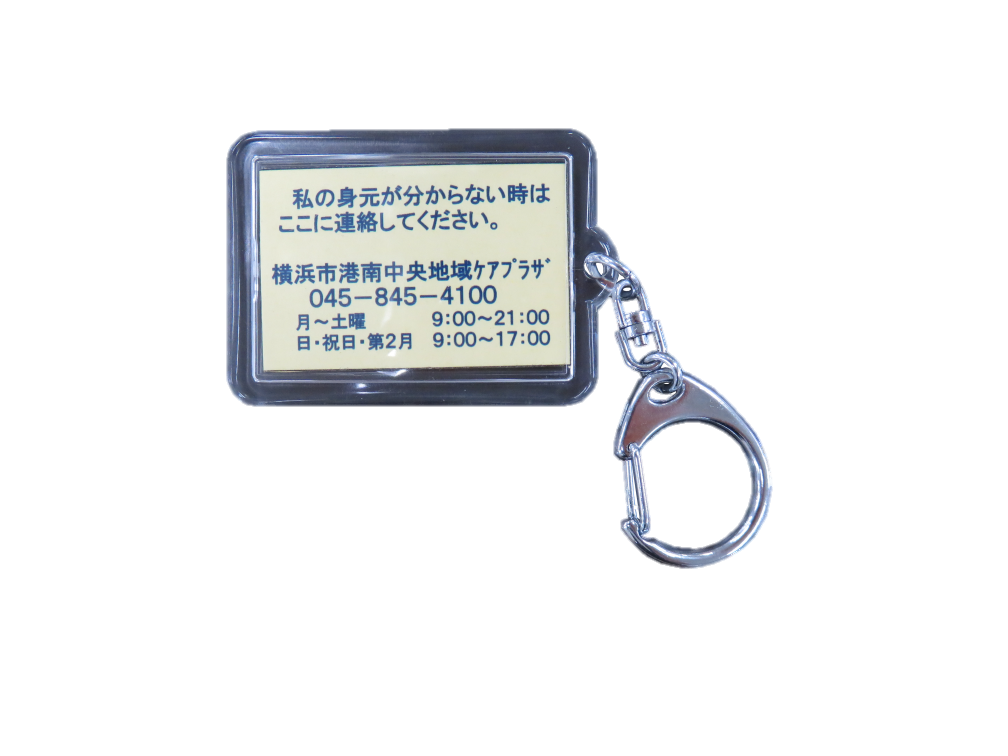 私の身元が分からない時は
ここに連絡してください。
横浜市港南中央地域ｹｱﾌﾟﾗｻﾞ
045－845－4100
月～土曜 9:00～21:00
日・祝日・第2月 9:00～17:00